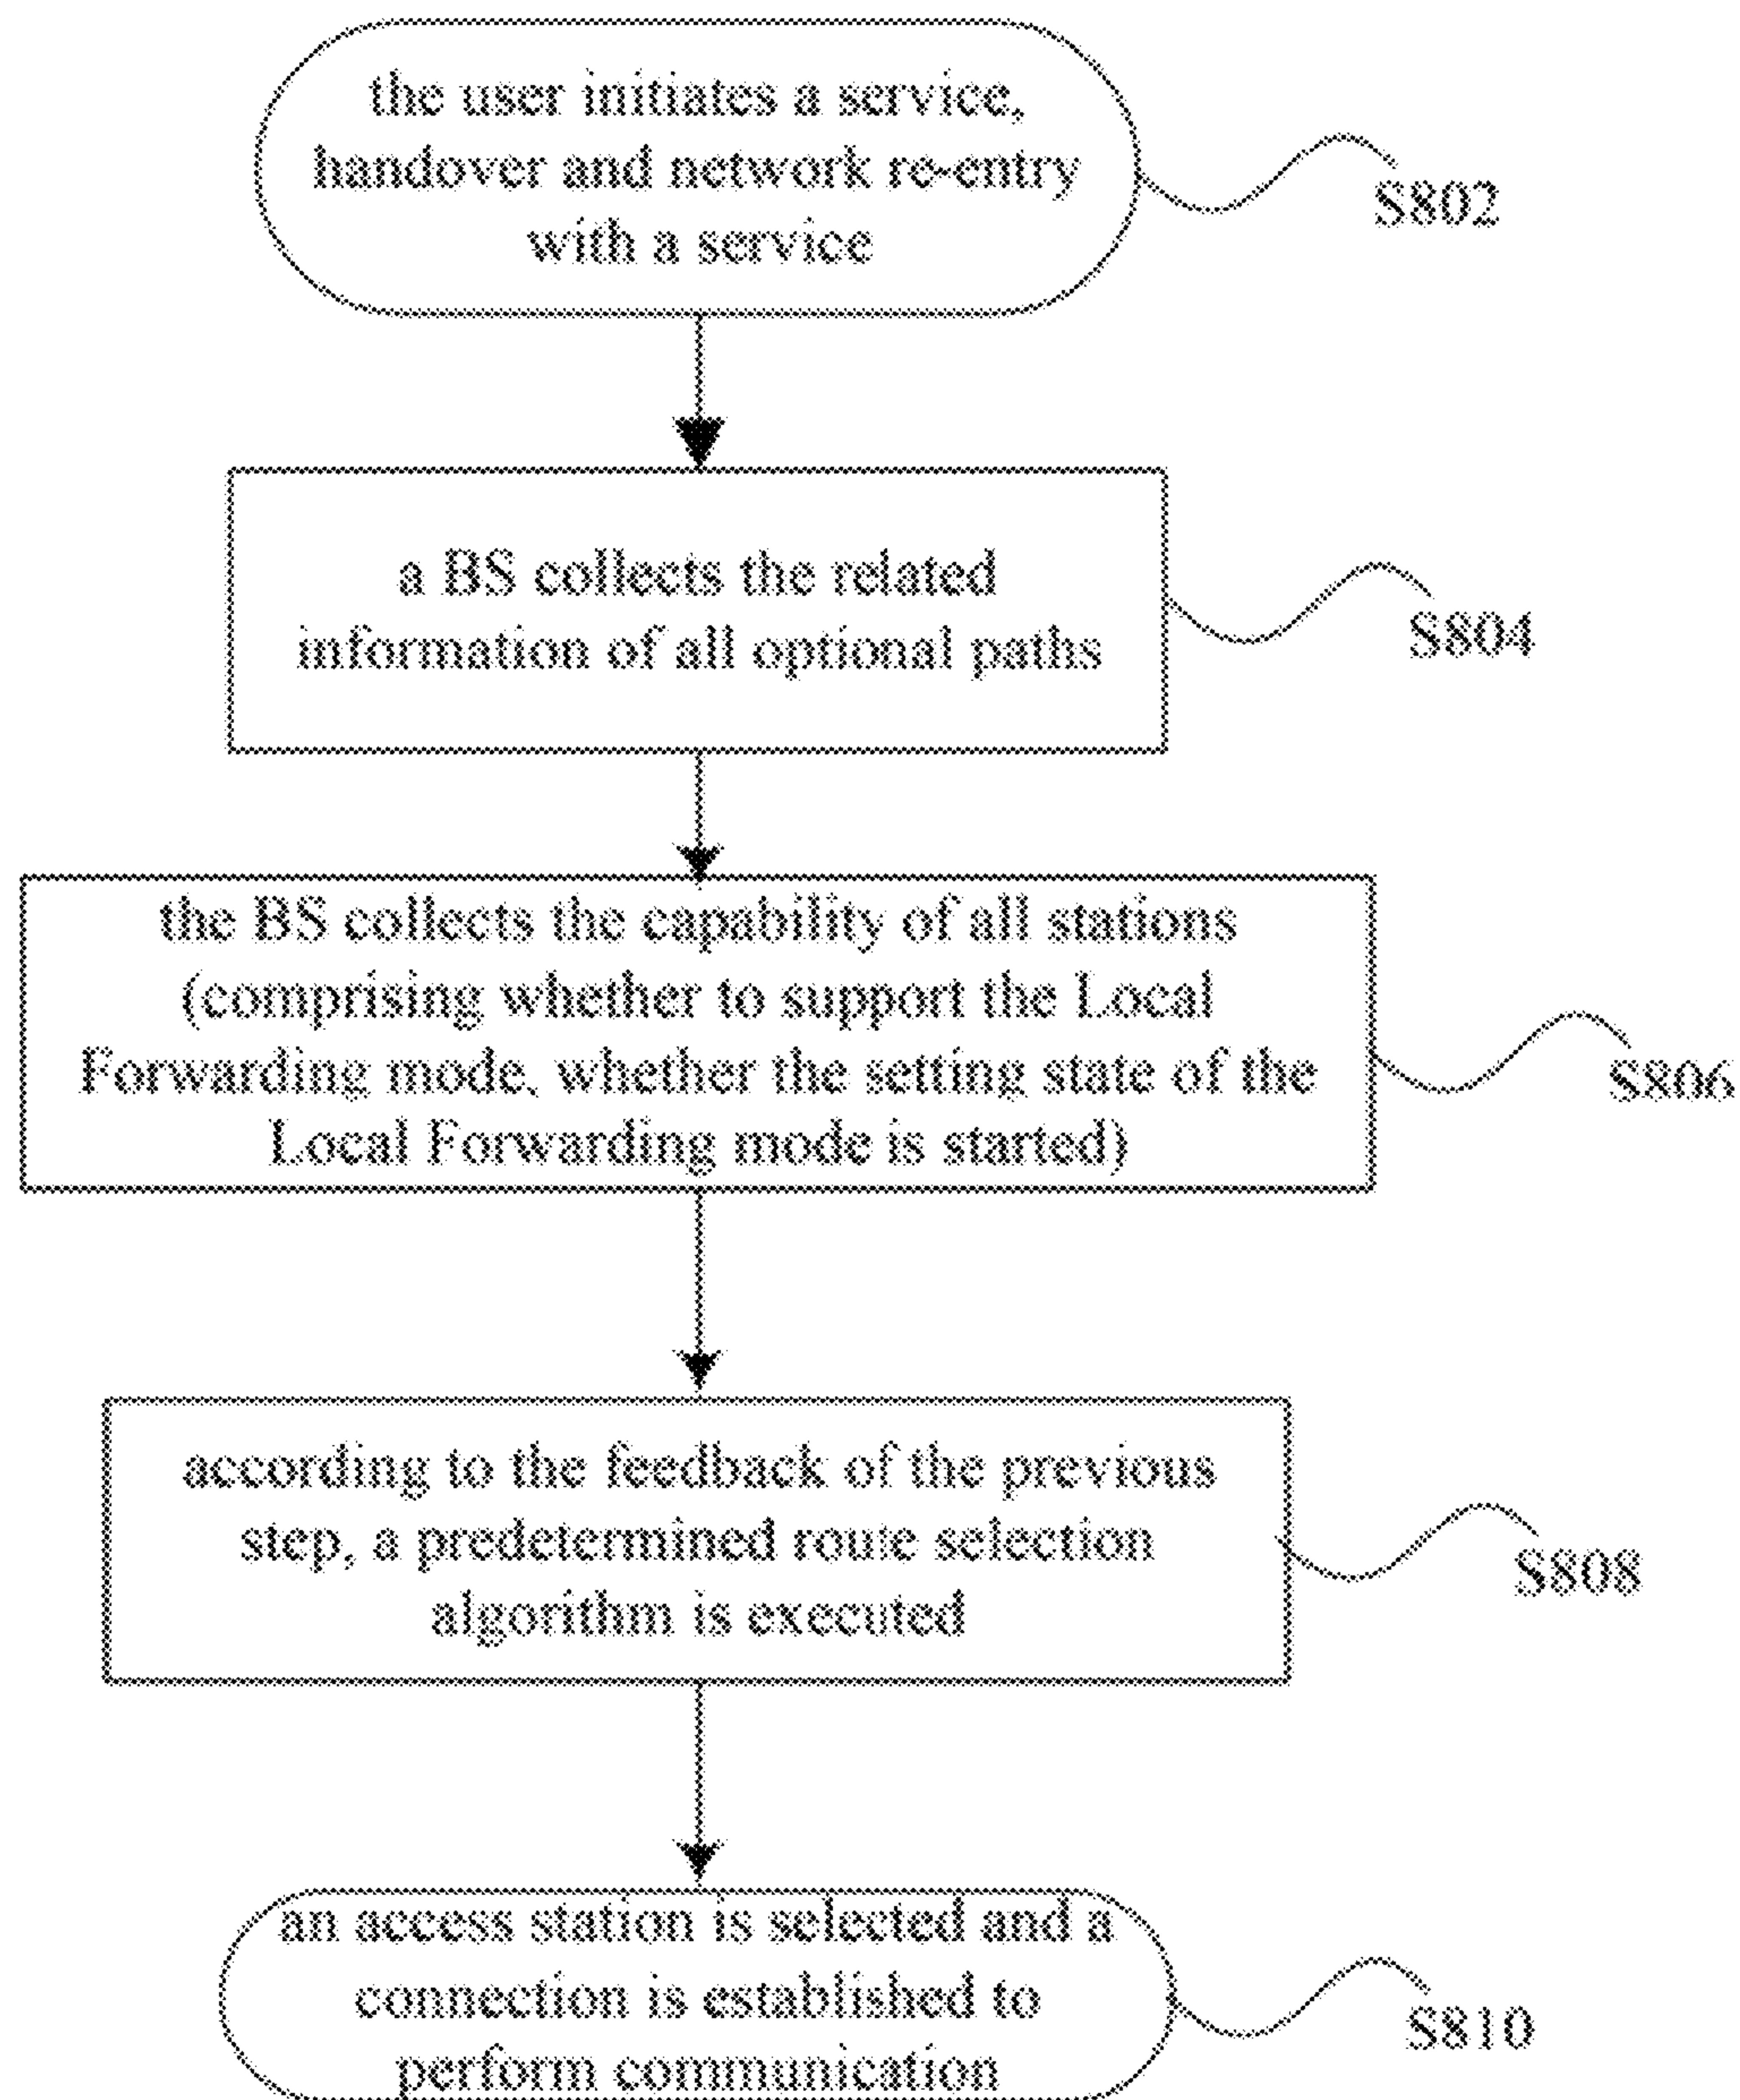 the user initiates a service,
handover and network re-entry
with a service
S802
a BS collects the related
information of all optional paths
S804
the BS collects the capability of all stations
(comprising whether to support the Local
Forwarding mode, whether the setting state of the
Local Forwarding mode is started)
S806
according to the feedback of the previous
step, a predetermined route selection
algorithm is executed
S808
an access station is selected and a
connection is established to
perform communication
S810